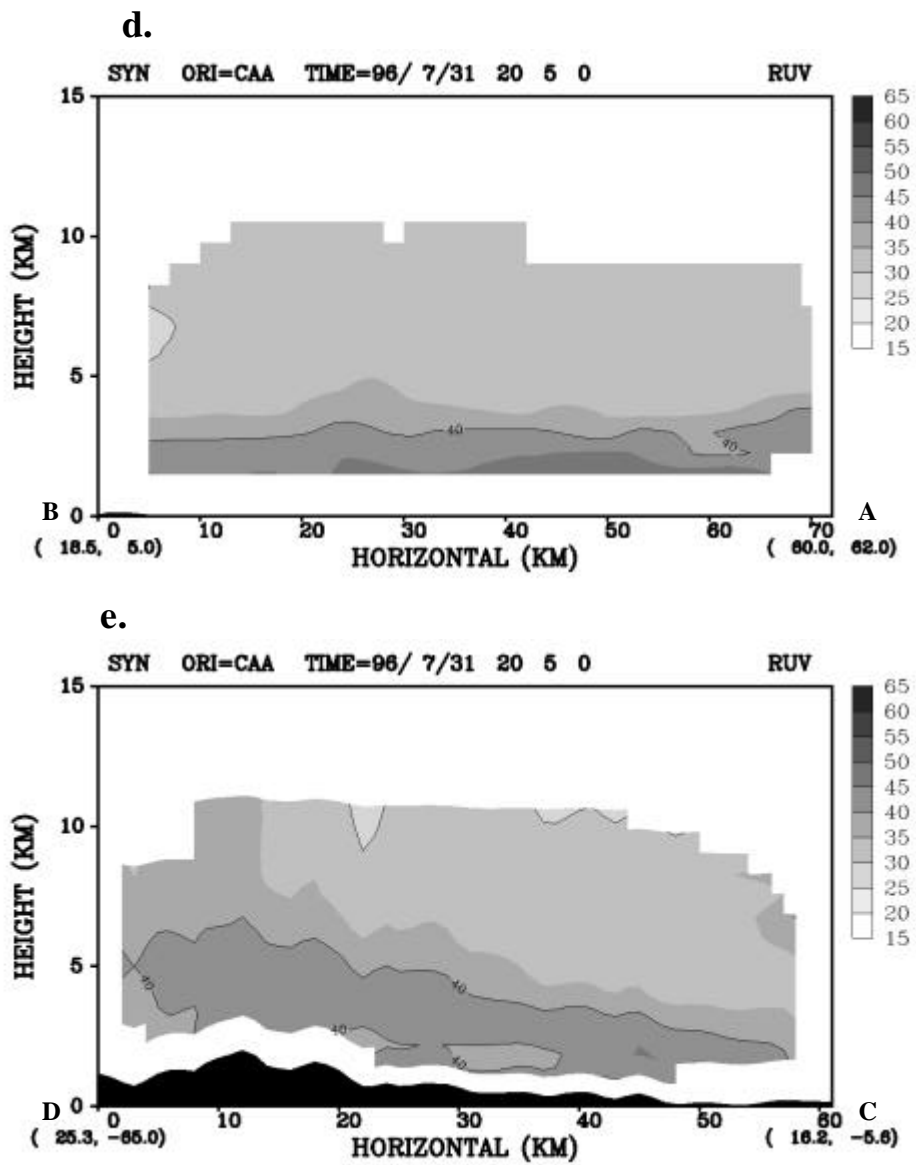 d.
SYN ORI=CAA TIME=96/ 7/31 20 5 0 RUV
15
10
5
0
HEIGHT (KM)
65
60
55
50
45
40
35
30
25
20
15
40
40
B
A
0 10 20 30 40 50 60 70
( 18.5, 5.0)
( 60.0, 62.0)
HORIZONTAL (KM)
e.
SYN ORI=CAA TIME=96/ 7/31 20 5 0 RUV
15
10
5
0
HEIGHT (KM)
65
60
55
50
45
40
35
30
25
20
15
40
40
40
40
D
C
0 10 20 30 40 50 60
( 25.3, -65.0)
( 16.2, -5.6)
HORIZONTAL (KM)